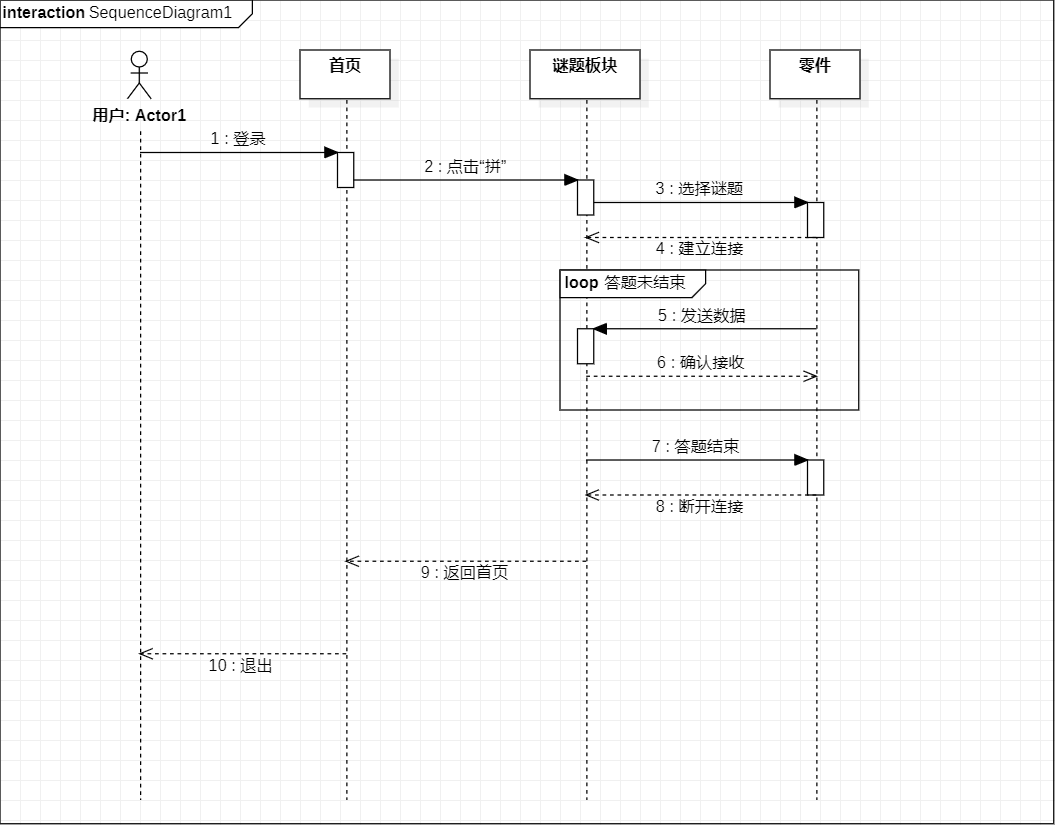 interaction SequenceDiagram1
首页
谜题板块
零件
用户: Actor1
1 : 登录
2 : 点击“拼”
3 : 选择谜题
4 : 建立连接
loop 答题未结束
5 : 发送数据
6 : 确认接收
7 : 答题结束
8 : 断开连接
9 : 返回首页
10 : 退出